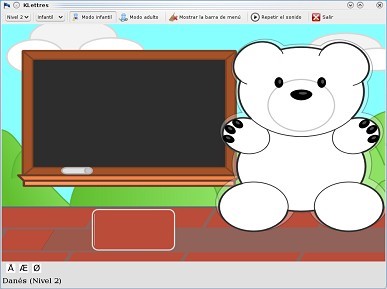 KLettres
Nivel 2 Infantil Modo infantil Modo adulto Mostrar la barra de menú Repetir el sonido Salir
Å Æ Ø
Danés (Nivel 2)